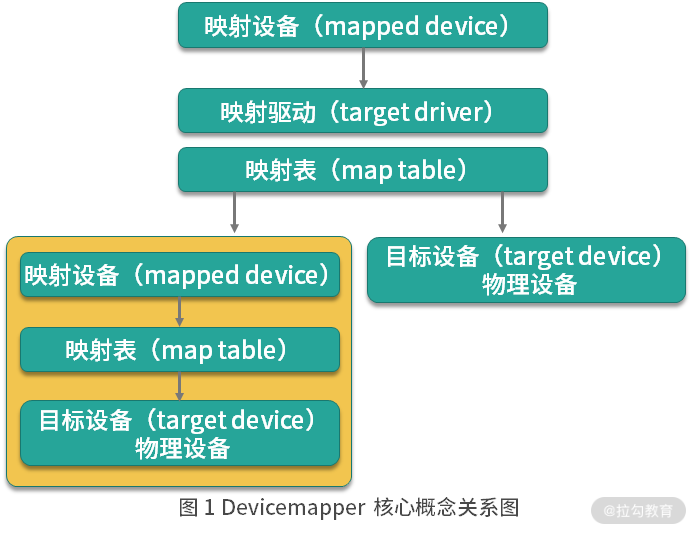 映射设备（mapped device）
映射驱动（target driver）
映射表（map table）
映射设备（mapped device）
映射表（map table）
目标设备（target device）
物理设备
目标设备（target device）
物理设备
图 1 Devicemapper 核心概念关系图
@拉勾教育